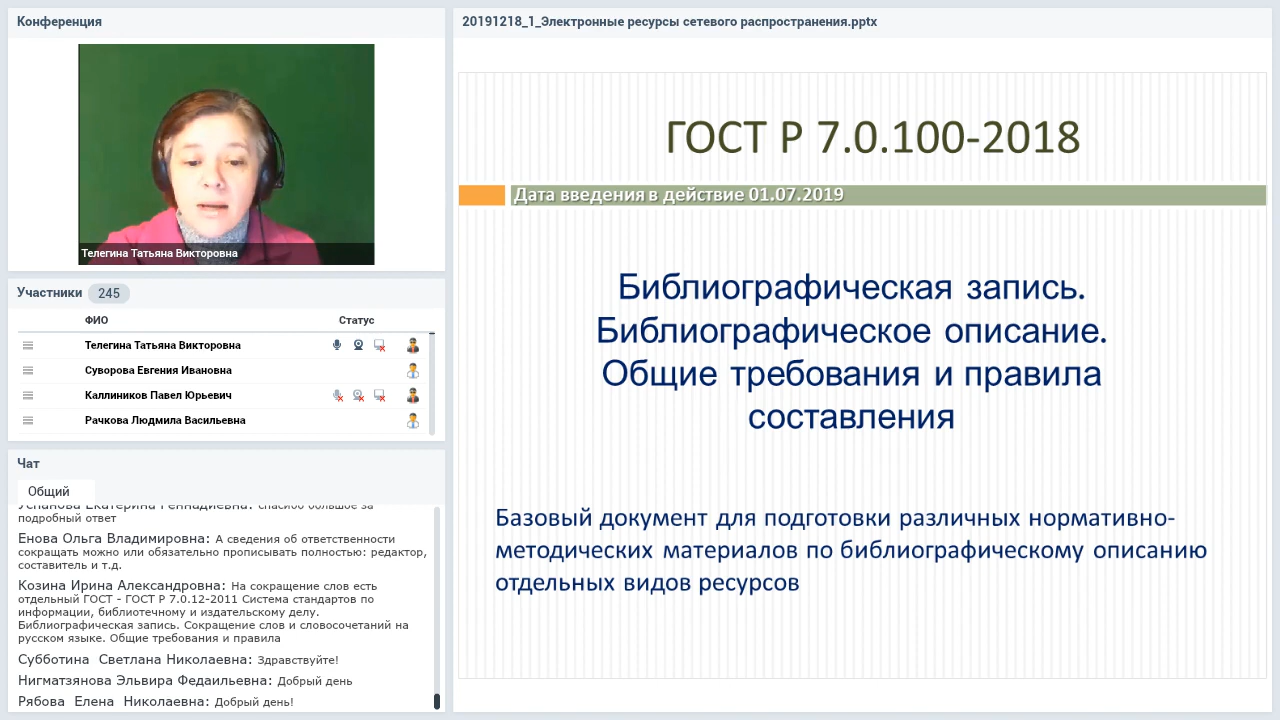 Конференция
Телегина Татьяна Викторовна
Участники 245
ФИО Статус
Телегина Татьяна Викторовна
Суворова Евгения Ивановна
Каллиников Павел Юрьевич
Рачкова Людмила Васильевна
Чат
Общий
Успанова Екатерина Геннадиевна: спасибо большое за
подробный ответ
Енова Ольга Владимировна: А сведения об ответственности
сокращать можно или обязательно прописывать полностью: редактор,
составитель и т.д.
Козина Ирина Александровна: На сокращение слов есть
отдельный ГОСТ - ГОСТ Р 7.0.12-2011 Система стандартов по
информации, библиотечному и издательскому делу.
Библиографическая запись. Сокращение слов и словосочетаний на
русском языке. Общие требования и правила
Субботина Светлана Николаевна: Здравствуйте!
Нигматзянова Эльвира Федаильевна: Добрый день
Рябова Елена Николаевна: Добрый день!
20191218_1_Электронные ресурсы сетевого распространения.pptx
ГОСТ Р 7.0.100-2018
Дата введения в действие 01.07.2019
Библиографическая запись.
Библиографическое описание.
Общие требования и правила
составления
Базовый документ для подготовки различных нормативно-
методических материалов по библиографическому описанию
отдельных видов ресурсов